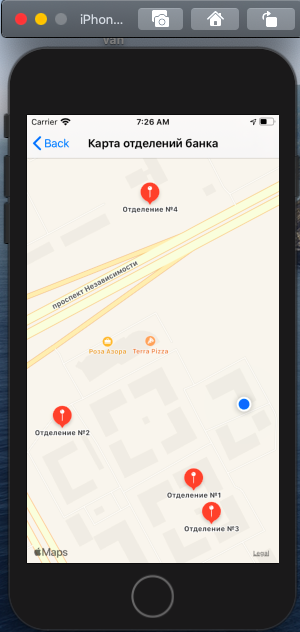 iPhon...
van
Carrier
7:26 AM
Back
Карта отделений банка
Отделение №4
проспект Независимости
Роза Азора
Terra Pizza
Отделение №2
Отделение №1
Отделение №3
Maps
Legal